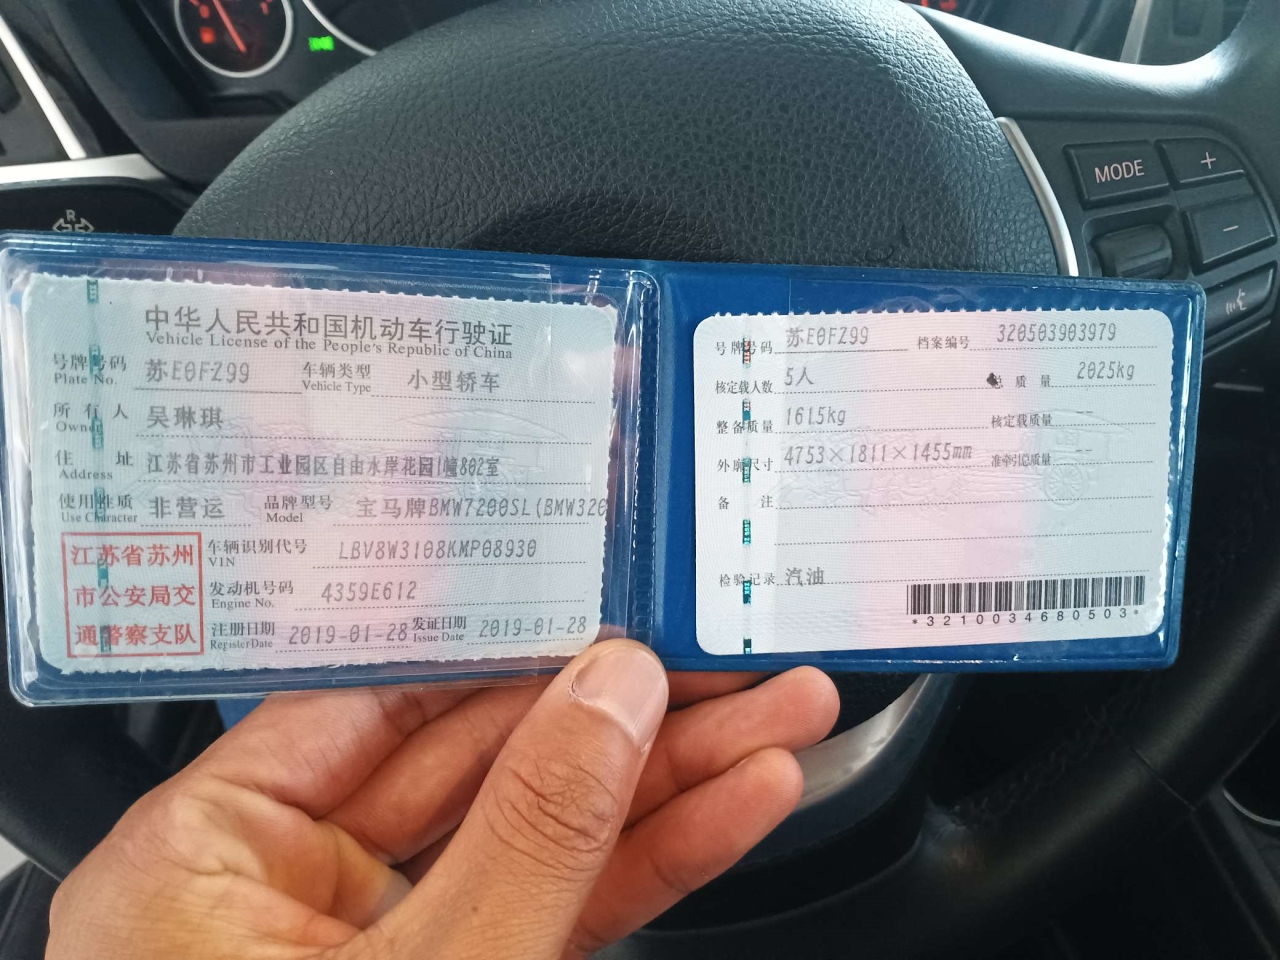 中华人民共和国机动车行驶证
Vehicle License of the People's Republic of China
号牌号码 苏E0FZ99 车辆类型 小型轿车
Plate No. Vehicle Type
所有人 吴琳琪
Owner
住址 江苏省苏州市工业园区自由水岸花园1幢802室
Address
使用性质 非营运 品牌型号 宝马牌BMW7200SL(BMW320
Use Character Model
江苏省苏州
市公安局交
通警察支队
车辆识别代号 LBV8W3108KMP08930
VIN
发动机号码 4359E612
Engine No.
注册日期 2019-01-28 发证日期 2019-01-28
Register Date Issue Date
号牌号码 苏E0FZ99 档案编号 320503903979
核定载人数 5人 总质量 2025kg
整备质量 1615kg 核定载质量 --
外廓尺寸 4753×1811×1455mm 准牵引总质量 --
备注
检验记录 汽油
*3210034680503*
MODE
+
−
R